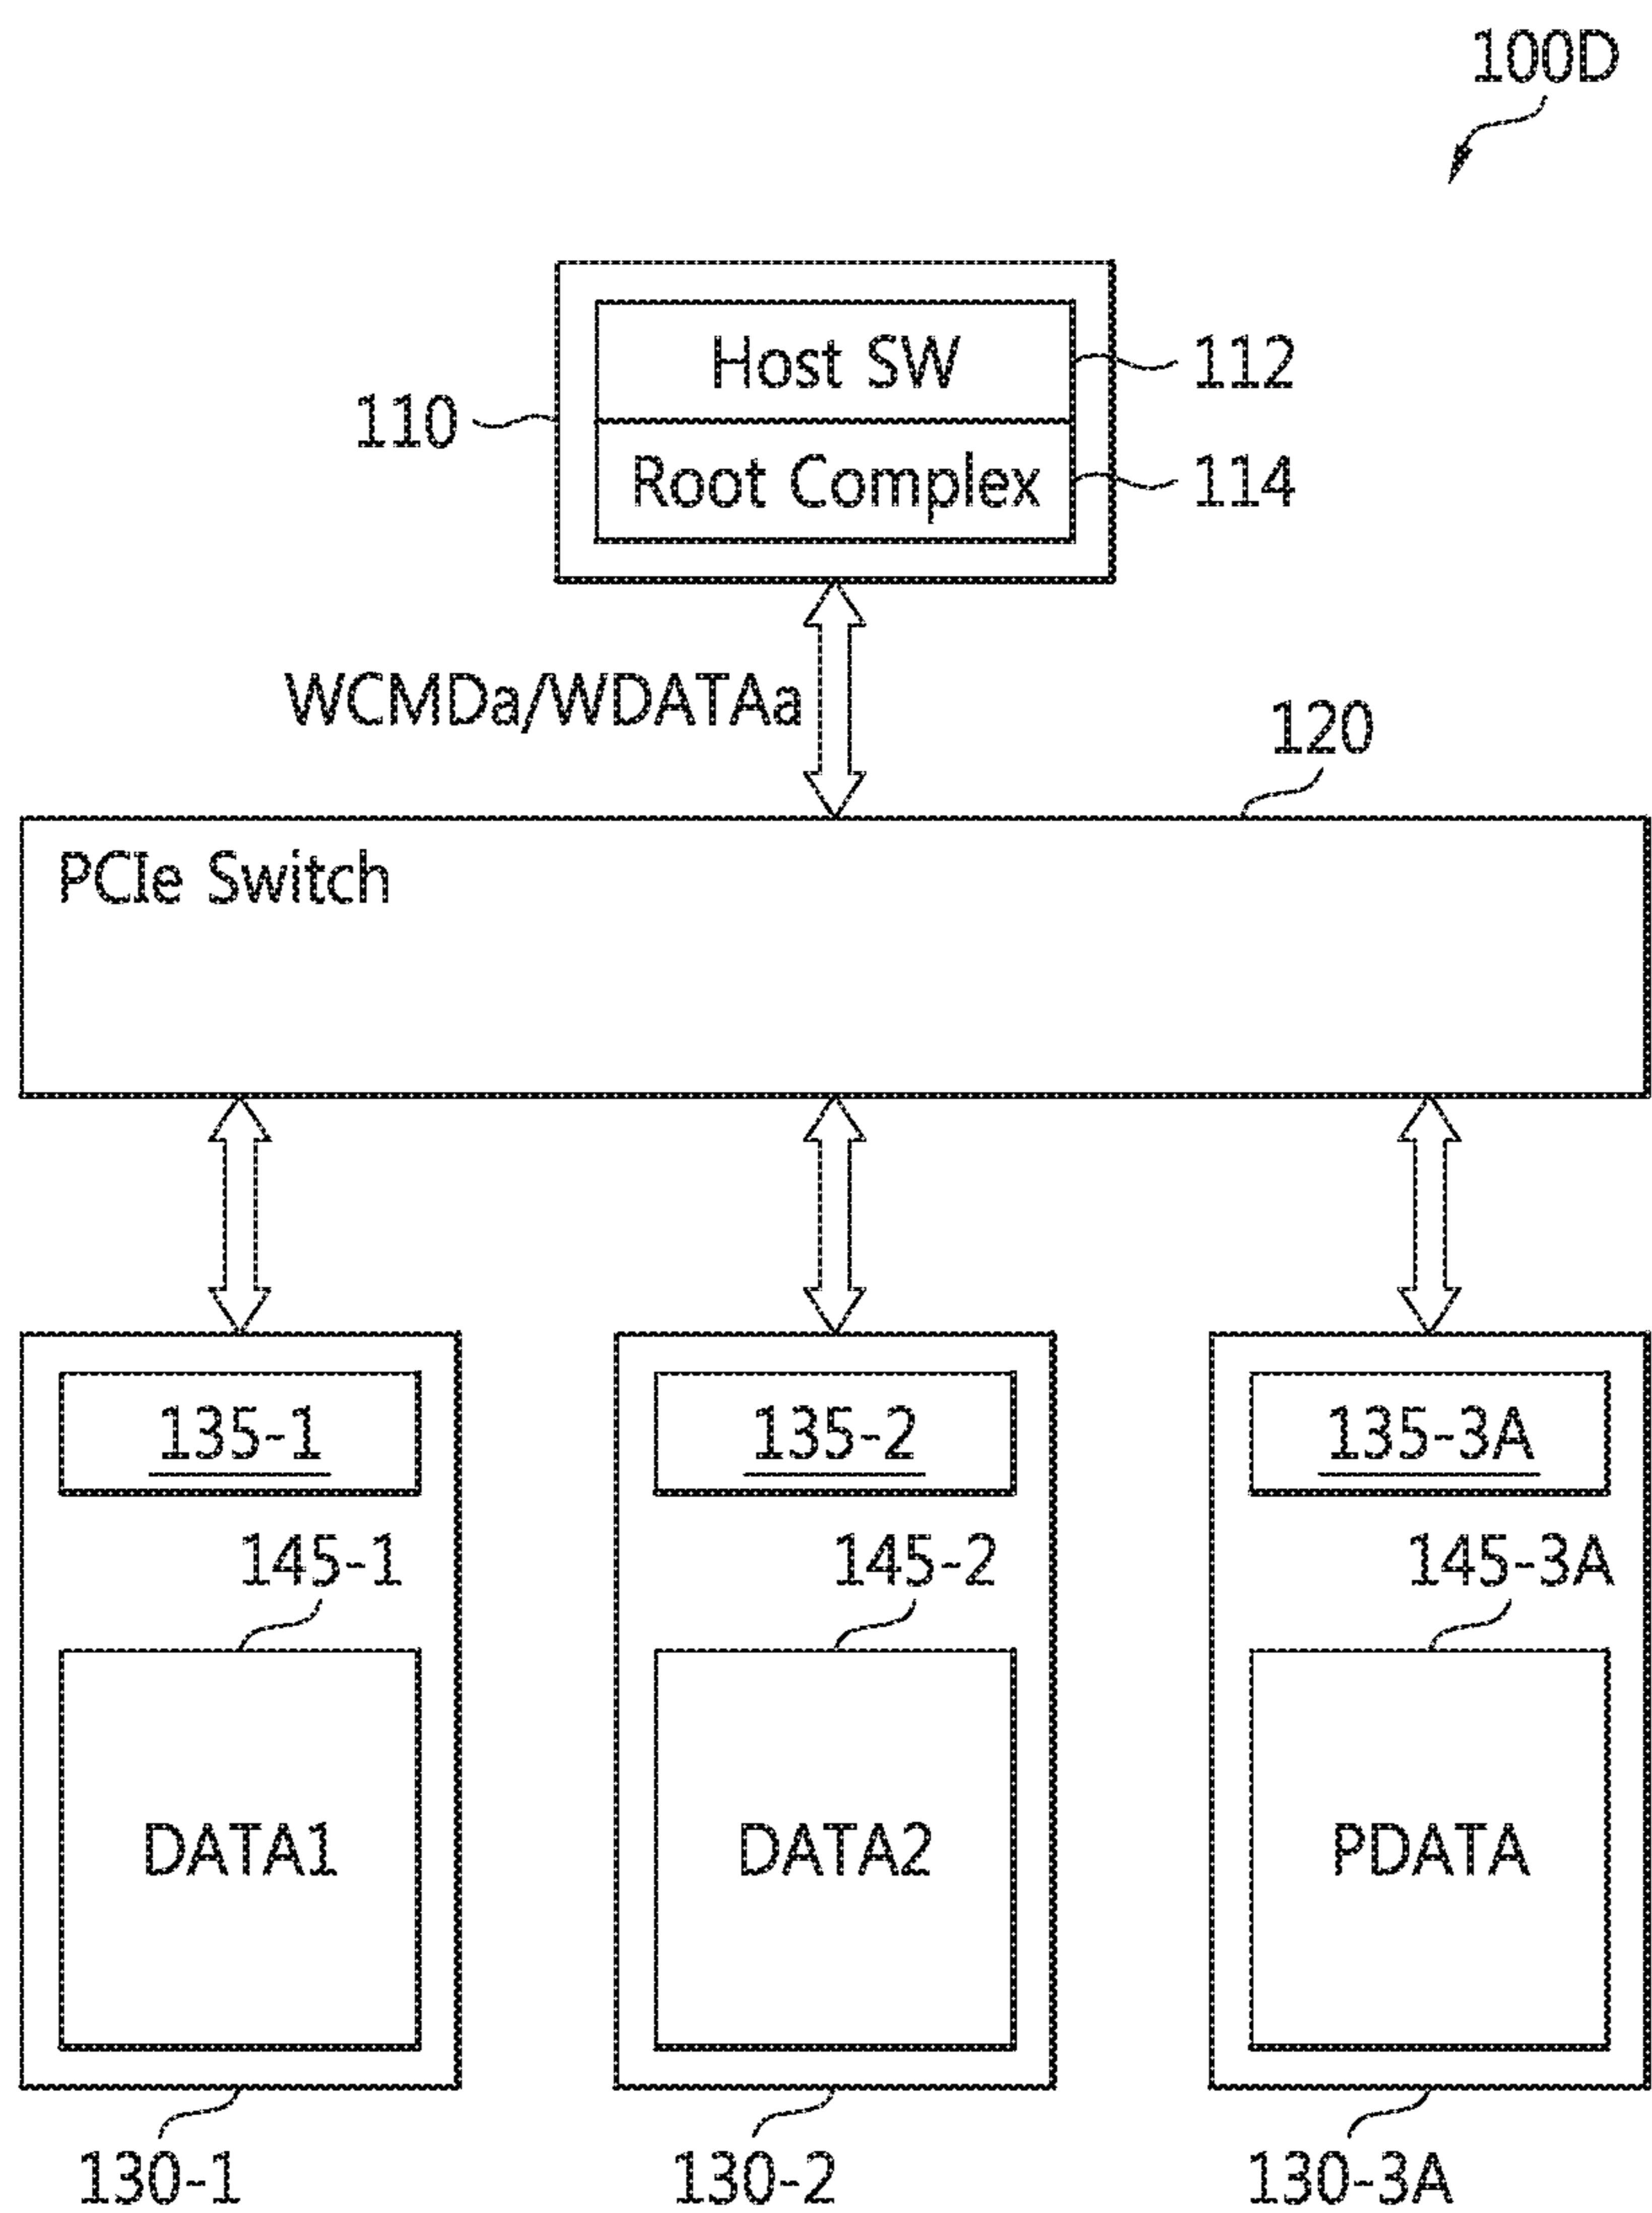 100D
Host SW
112
110
Root Complex
114
WCMDa/WDATAa
120
PCIe Switch
135-1
135-2
135-3A
145-1
145-2
145-3A
DATA1
DATA2
PDATA
130-1
130-2
130-3A